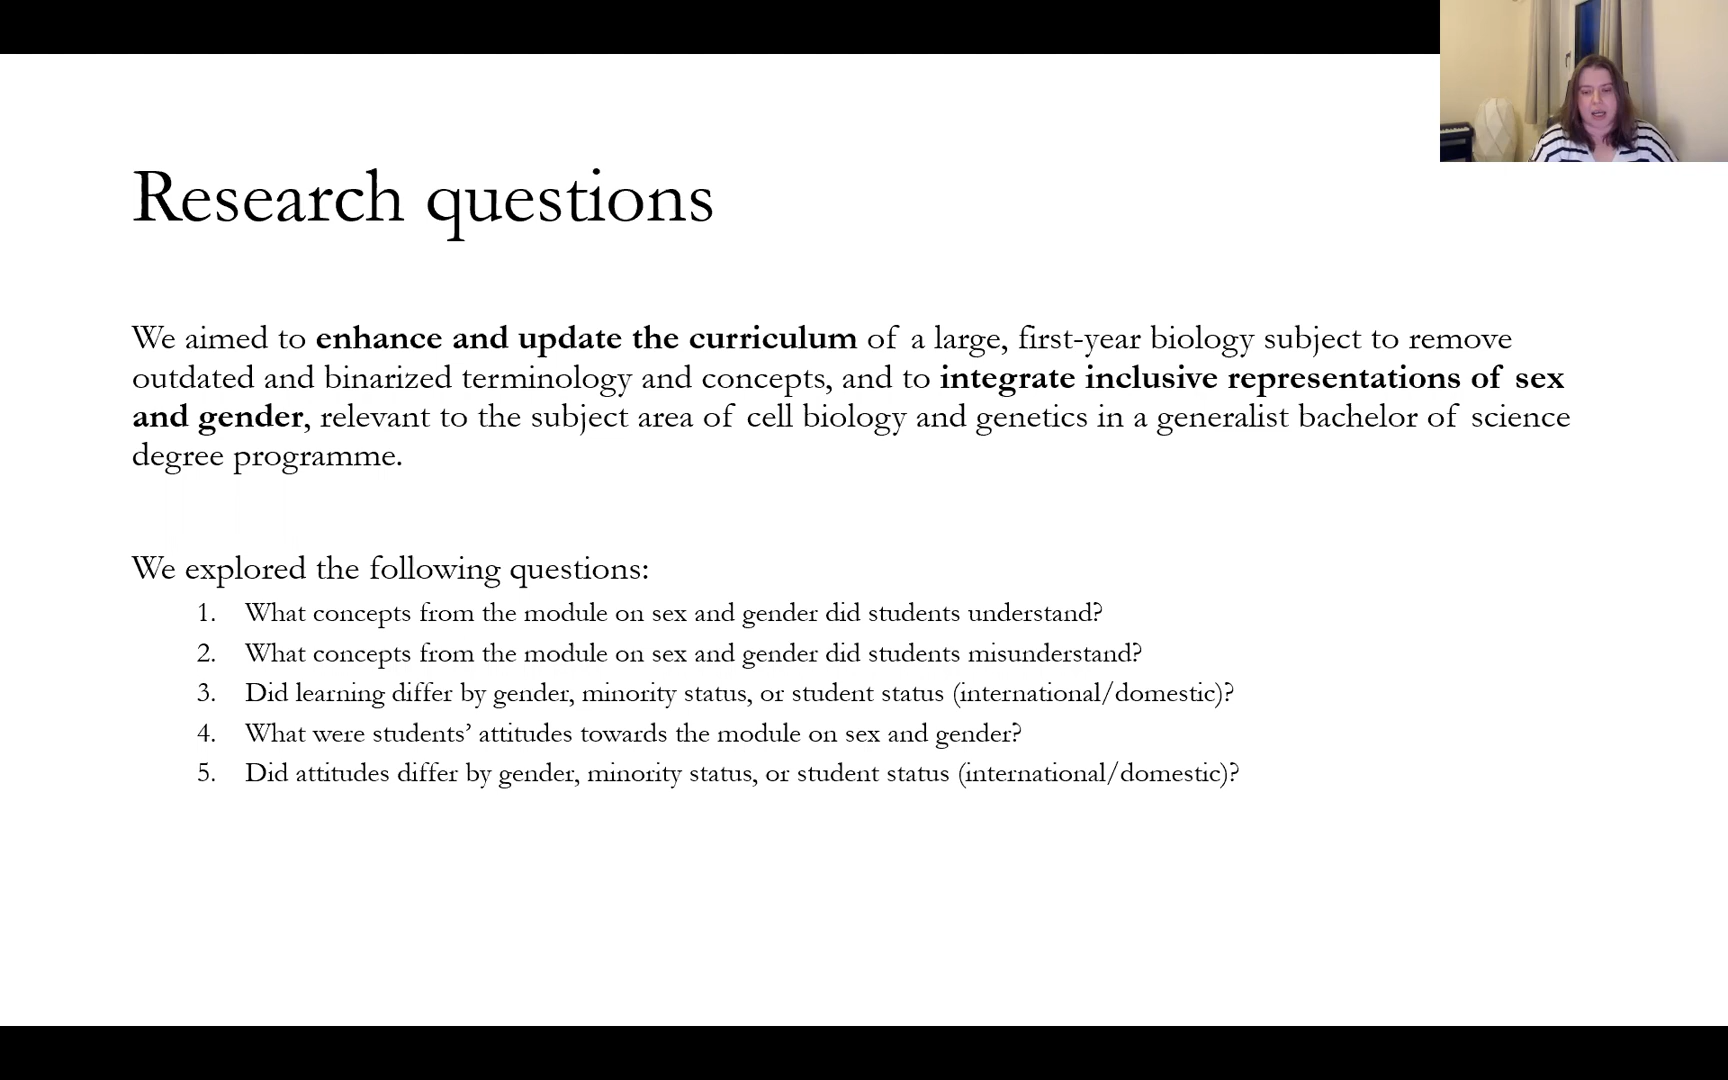 Research questions
We aimed to enhance and update the curriculum of a large, first-year biology subject to remove
outdated and binarized terminology and concepts, and to integrate inclusive representations of sex
and gender, relevant to the subject area of cell biology and genetics in a generalist bachelor of science
degree programme.
We explored the following questions:
1. What concepts from the module on sex and gender did students understand?
2. What concepts from the module on sex and gender did students misunderstand?
3. Did learning differ by gender, minority status, or student status (international/domestic)?
4. What were students’ attitudes towards the module on sex and gender?
5. Did attitudes differ by gender, minority status, or student status (international/domestic)?